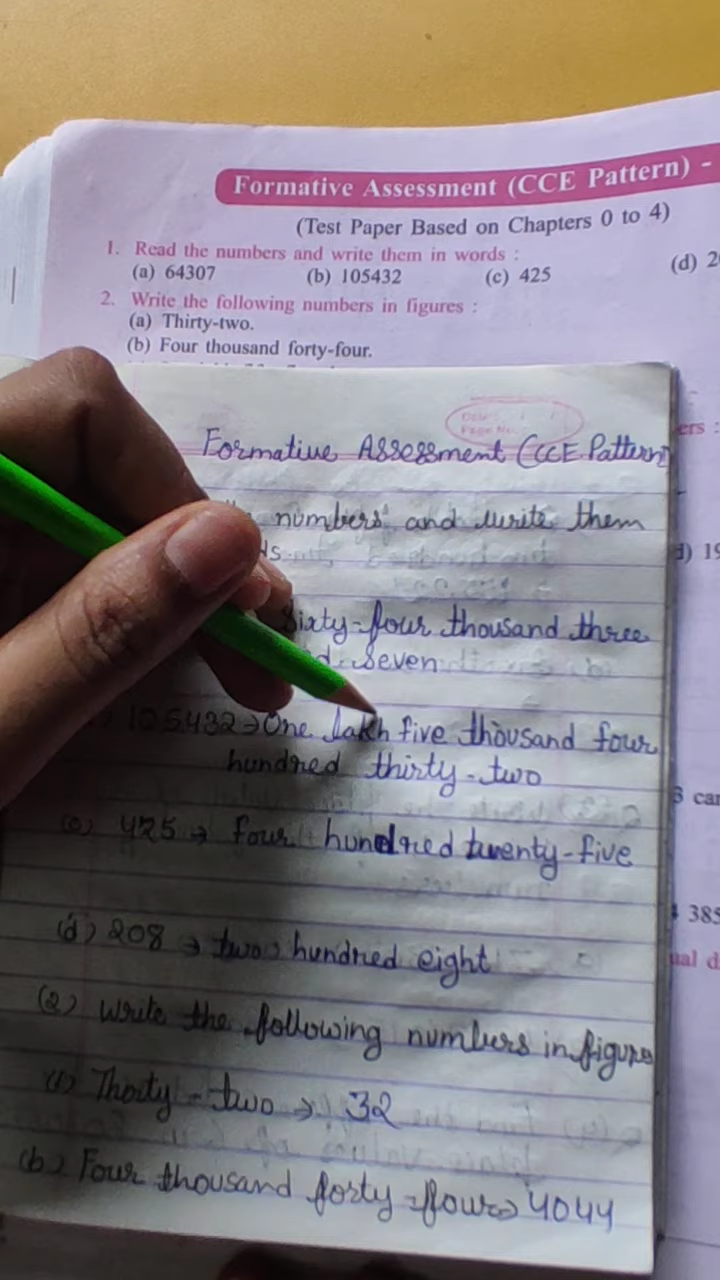 Formative Assessment (CCE Pattern) -
(Test Paper Based on Chapters 0 to 4)
1. Read the numbers and write them in words :
(a) 64307 (b) 105432 (c) 425 (d) 2
2. Write the following numbers in figures :
(a) Thirty-two.
(b) Four thousand forty-four.
ers :
d) 19
3 car
385
ual d
Formative Assessment (CCE Pattern)
numbers and write them
Sixty-four thousand three
seven
105432 → One lakh five thousand four
hundred thirty-two
(c) 425 → four hundred twenty-five
(d) 208 → two hundred eight
(2) Write the following numbers in figure
Thirty-two → 32
(b) Four thousand forty-four → 4044